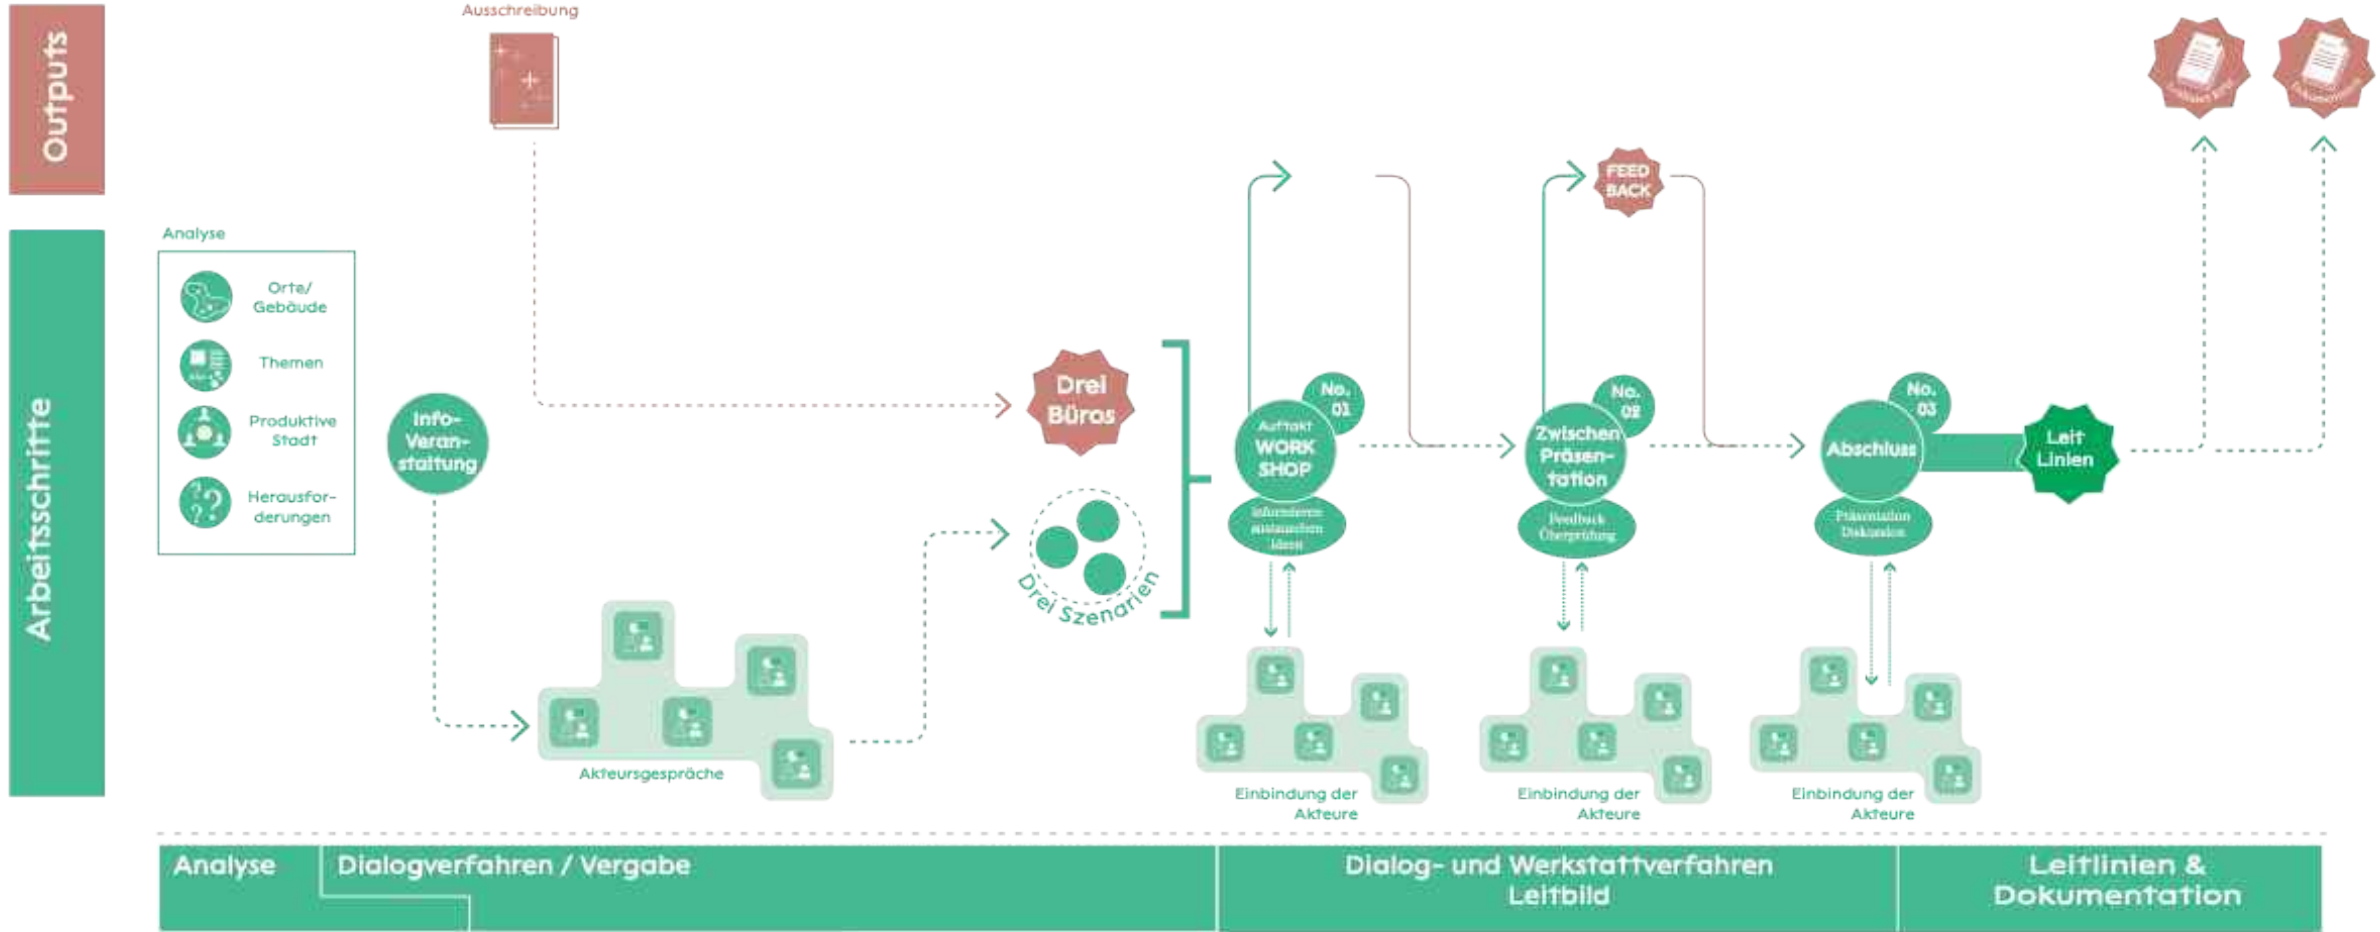 Outputs
Ausschreibung
FEED
BACK
Arbeitsschritte
Analyse
Orte/
Gebäude
Themen
Produktive
Stadt
Herausfor-
derungen
Info-
Veran-
staltung
Akteursgespräche
Drei
Büros
Drei Szenarien
No.
01
Auftakt
WORK
SHOP
informieren
austauschen
Ideen
Einbindung der
Akteure
No.
02
Zwischen
Präsen-
tation
Feedback
Überprüfung
Einbindung der
Akteure
No.
03
Abschluss
Präsentation
Diskussion
Einbindung der
Akteure
Leit
Linien
Analyse
Dialogverfahren / Vergabe
Dialog- und Werkstattverfahren
Leitbild
Leitlinien &
Dokumentation